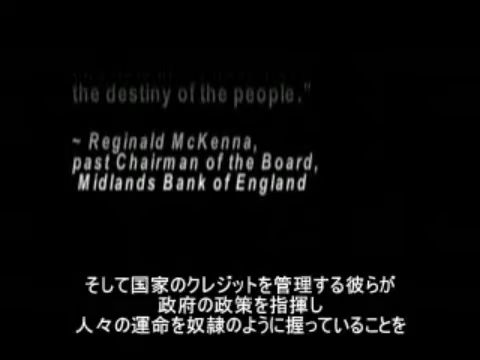 the destiny of the people."
~ Reginald McKenna,
past Chairman of the Board,
Midlands Bank of England
そして国家のクレジットを管理する彼らが
政府の政策を指揮し
人々の運命を奴隷のように握っていることを